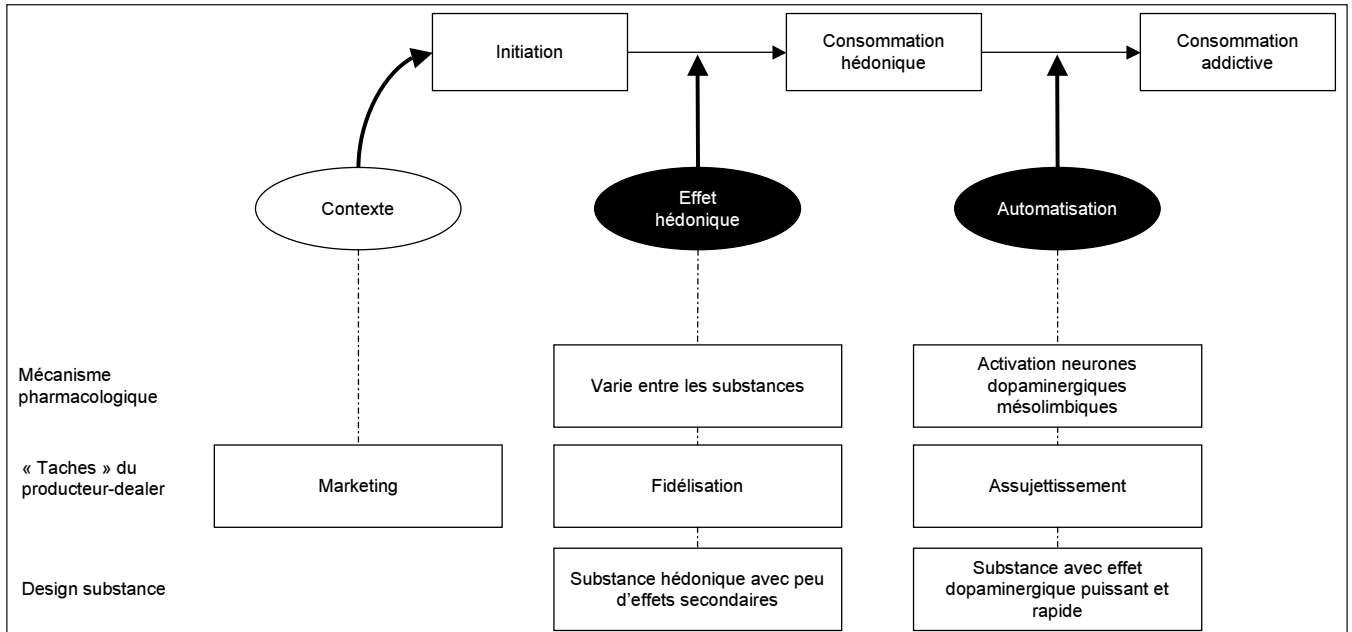 Initiation
Consommation
hédonique
Consommation
addictive
Contexte
Effet
hédonique
Automatisation
Mécanisme
pharmacologique
Varie entre les substances
Activation neurones
dopaminergiques
mésolimbiques
« Taches » du
producteur-dealer
Marketing
Fidélisation
Assujettissement
Design substance
Substance hédonique avec peu
d’effets secondaires
Substance avec effet
dopaminergique puissant et
rapide